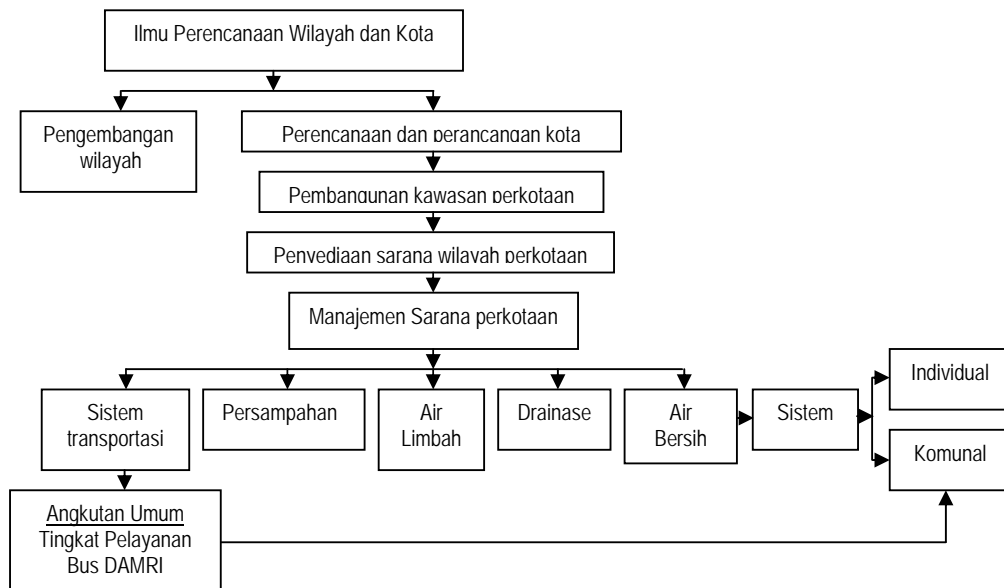 Ilmu Perencanaan Wilayah dan Kota
Pengembangan
wilayah
Perencanaan dan perancangan kota
Pembangunan kawasan perkotaan
Penyediaan sarana wilayah perkotaan
Manajemen Sarana perkotaan
Sistem
transportasi
Persampahan
Air
Limbah
Drainase
Air
Bersih
Sistem
Individual
Komunal
Angkutan Umum
Tingkat Pelayanan
Bus DAMRI